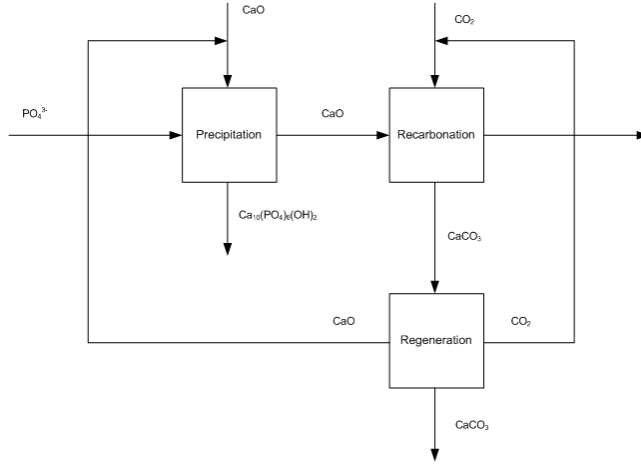 CaO
CO₂
PO₄³⁻
Precipitation
CaO
Recarbonation
Ca₁₀(PO₄)₆(OH)₂
CaCO₃
CaO
Regeneration
CO₂
CaCO₃